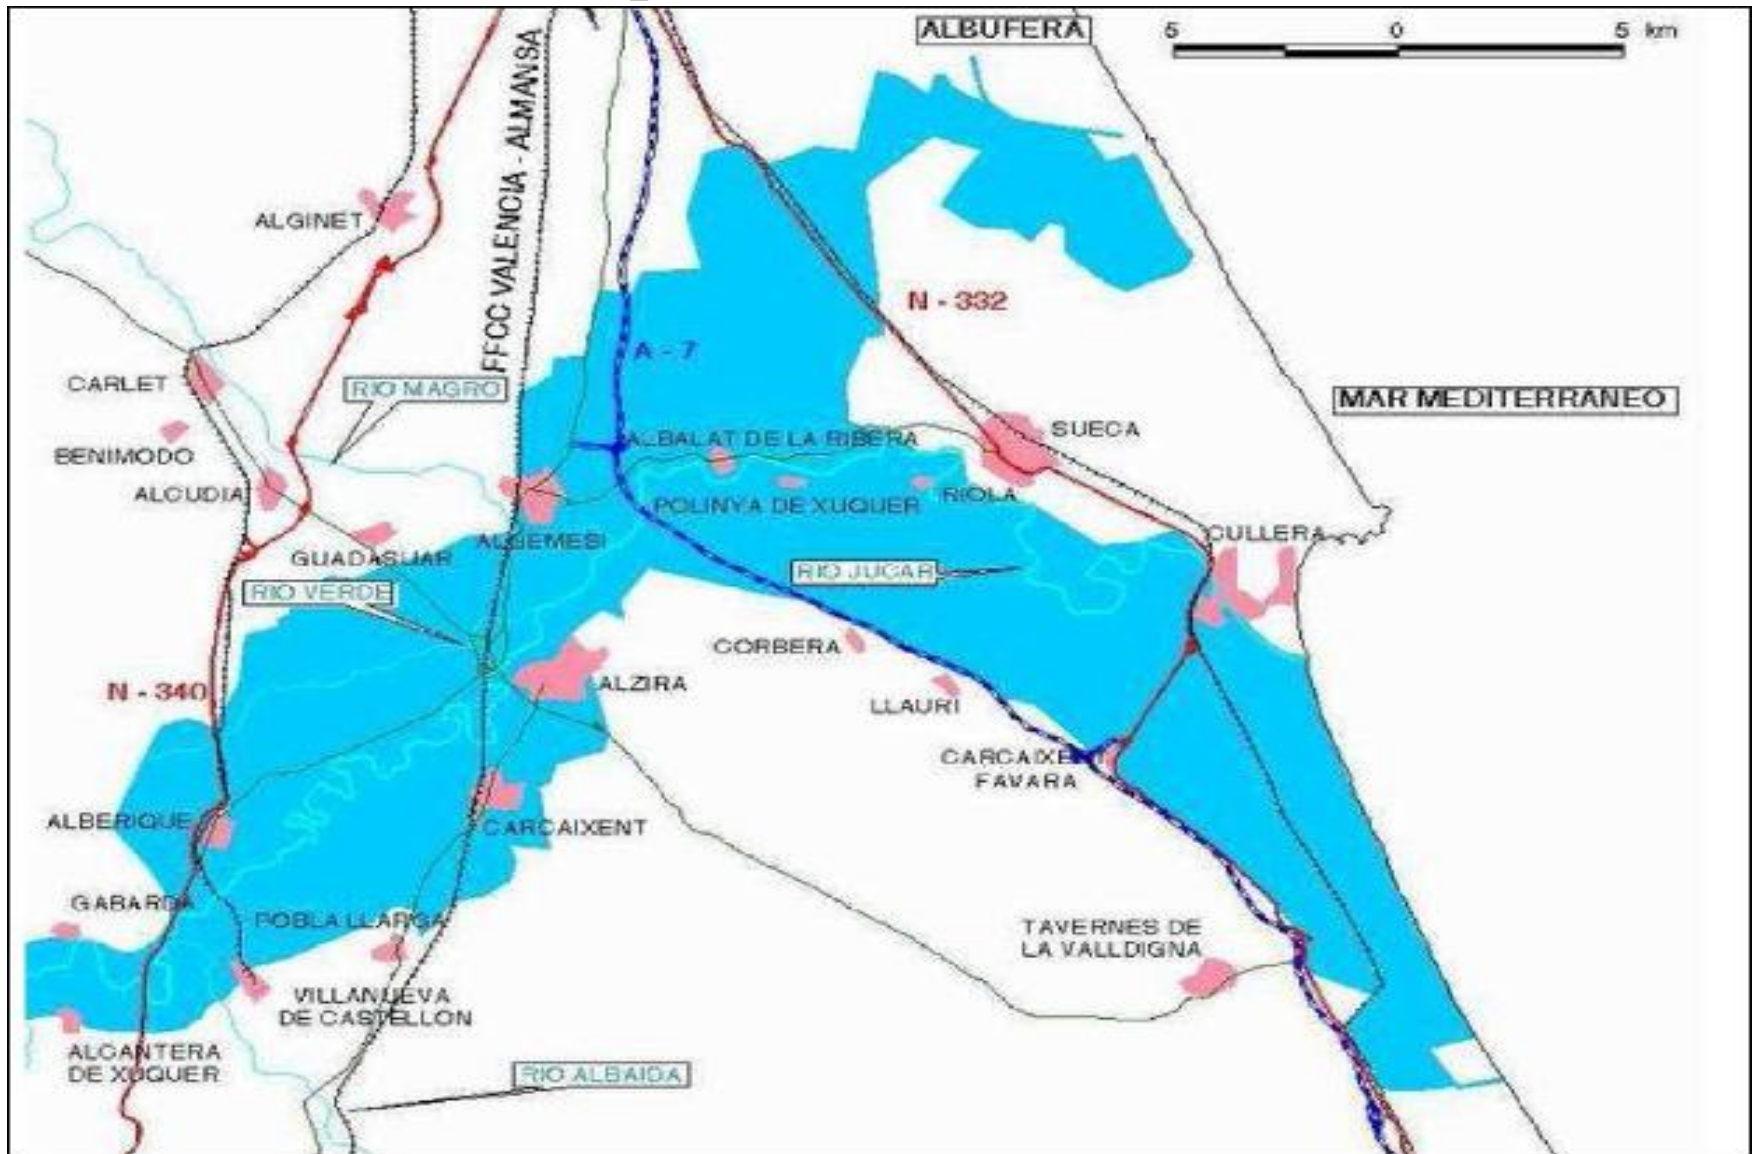 ALBUFERA
5 0 5 km
FFCC VALENCIA - ALMANSA
ALGINET
N - 332
A - 7
CARLET
RIO MAGRO
MAR MEDITERRANEO
SUECA
ALBALAT DE LA RIBERA
BENIMODO
ALCUDIA
RIOLA
POLINYA DE XUQUER
CULLERA
ALGEMESI
GUADASUAR
RIO JUCAR
RIO VERDE
CORBERA
ALZIRA
N - 340
LLAURI
CARCAIXENT
FAVARA
ALBERIQUE
CARCAIXENT
GABARDA
POBLA LLARGA
TAVERNES DE
LA VALLDIGNA
VILLANUEVA
DE CASTELLON
ALCANTERA
DE XUQUER
RIO ALBAIDA